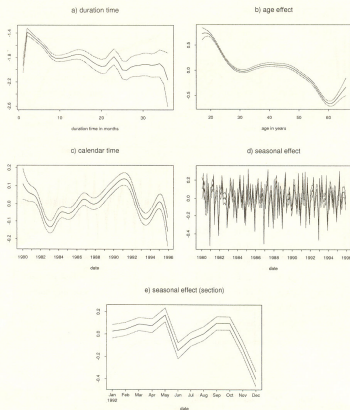 a) duration time
-1.4
-1.8
-2.2
-2.6
0
10
20
30
duration time in months
b) age effect
0.5
0.0
-0.5
20
30
40
50
60
age in years
c) calendar time
0.2
0.1
0.0
-0.1
-0.2
1980
1982
1984
1986
1988
1990
1992
1994
1996
date
d) seasonal effect
0.2
0.0
-0.2
-0.4
1980
1982
1984
1986
1988
1990
1992
1994
1996
date
e) seasonal effect (section)
0.2
0.0
-0.2
-0.4
Jan
1990
Feb
Mar
Apr
May
Jun
Jul
Aug
Sep
Oct
Nov
Dec
date